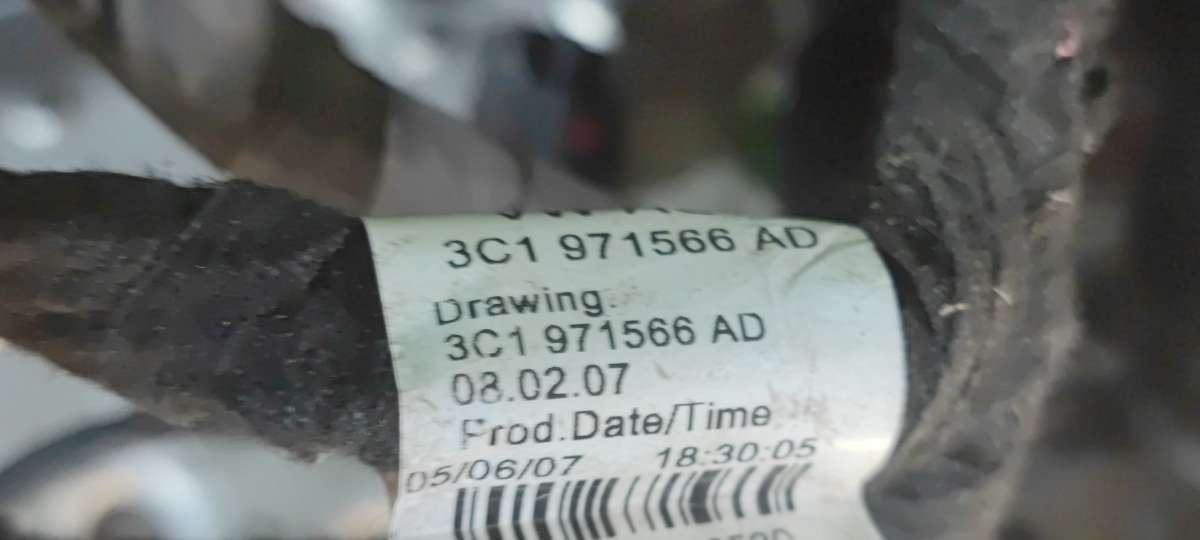 3C1 971566 AD
Drawing:
3C1 971566 AD
08.02.07
Prod.Date/Time
05/06/07 18:30:05